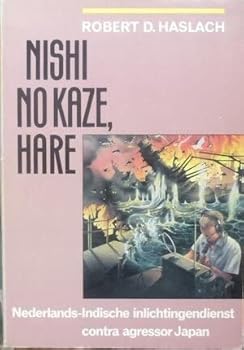 ROBERT D. HASLACH
NISHI
NO KAZE,
HARE
Nederlands-Indische inlichtingendienst
contra agressor Japan